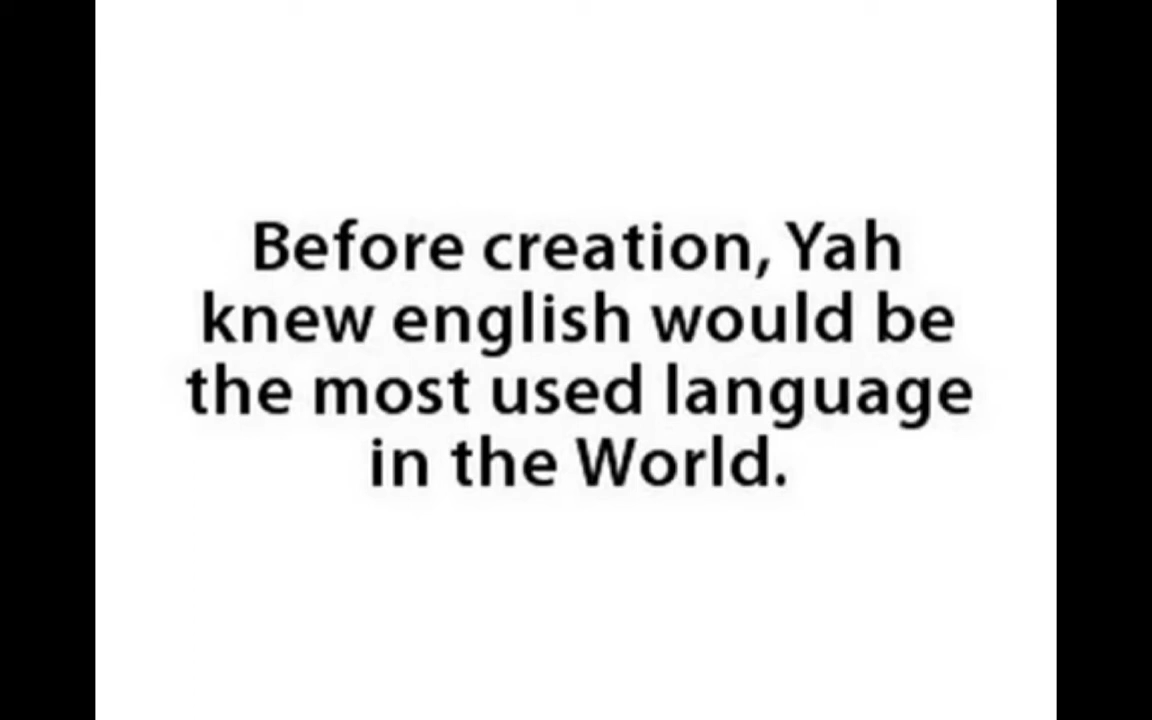 Before creation, Yah
knew english would be
the most used language
in the World.